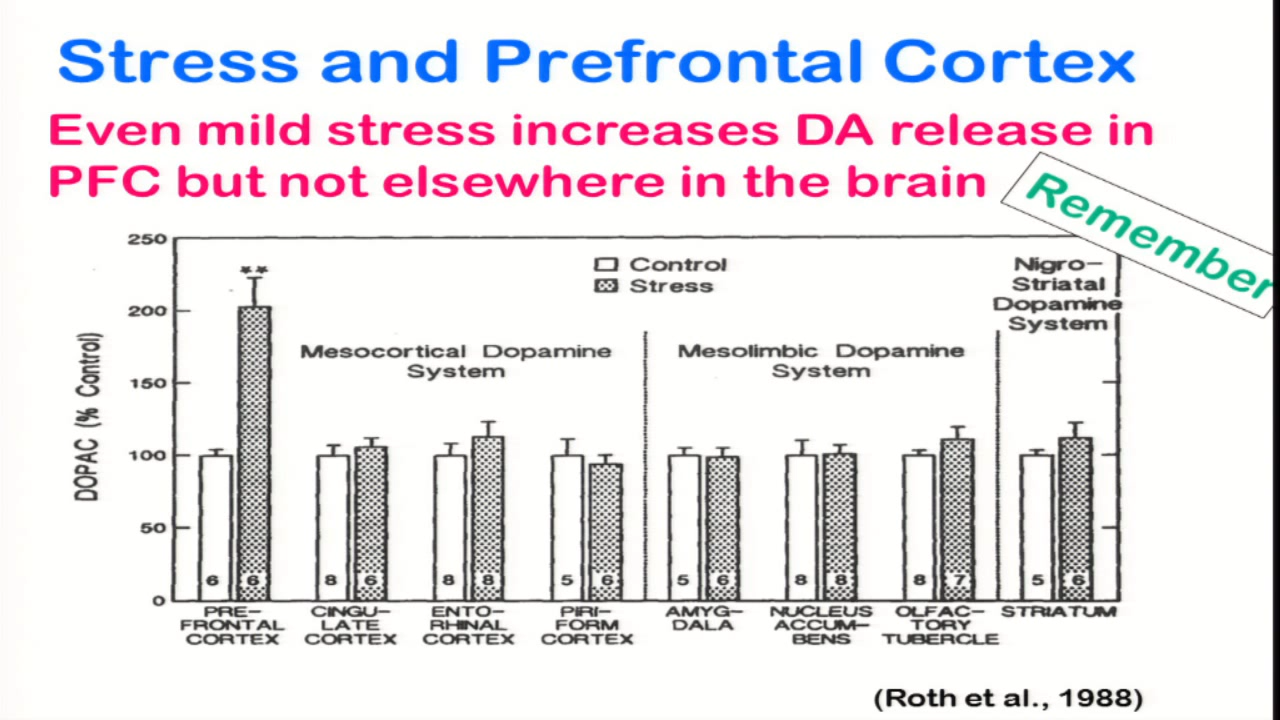 Stress and Prefrontal Cortex
Even mild stress increases DA release in
PFC but not elsewhere in the brain
Remember
250
200
150
100
50
0
DOPAC (% Control)
**
Control
Stress
Mesocortical Dopamine
System
Mesolimbic Dopamine
System
Nigro-
Striatal
Dopamine
System
6 6 8 6 8 8 5 6 5 6 8 8 8 7 5 6
PRE-
FRONTAL
CORTEX
CINGU-
LATE
CORTEX
ENTO-
RHINAL
CORTEX
PIRI-
FORM
CORTEX
AMYG-
DALA
NUCLEUS
ACCUM-
BENS
OLFAC-
TORY
TUBERCLE
STRIATUM
(Roth et al., 1988)